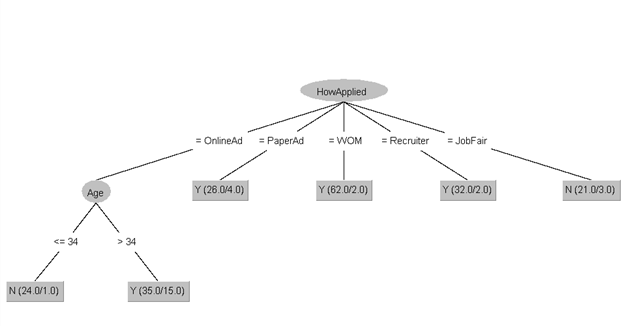 HowApplied
= OnlineAd = PaperAd = WOM = Recruiter = JobFair
Age Y (26.0/4.0) Y (62.0/2.0) Y (32.0/2.0) N (21.0/3.0)
<= 34 > 34
N (24.0/1.0) Y (35.0/15.0)